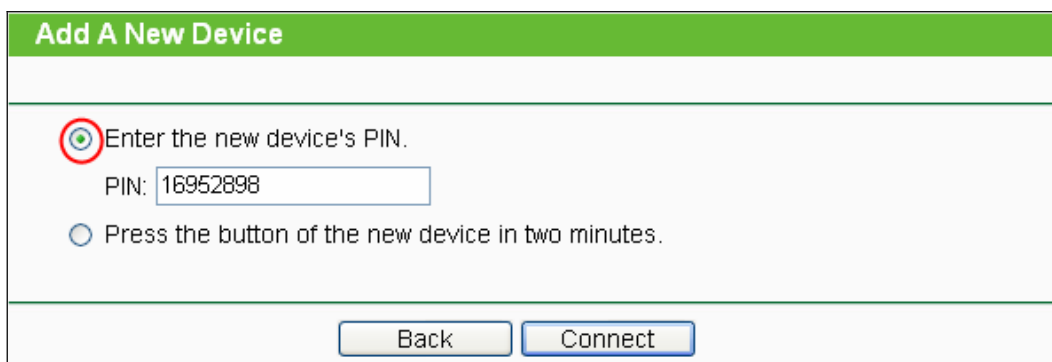 Add A New Device
Enter the new device's PIN.
PIN: 16952898
Press the button of the new device in two minutes.
Back Connect